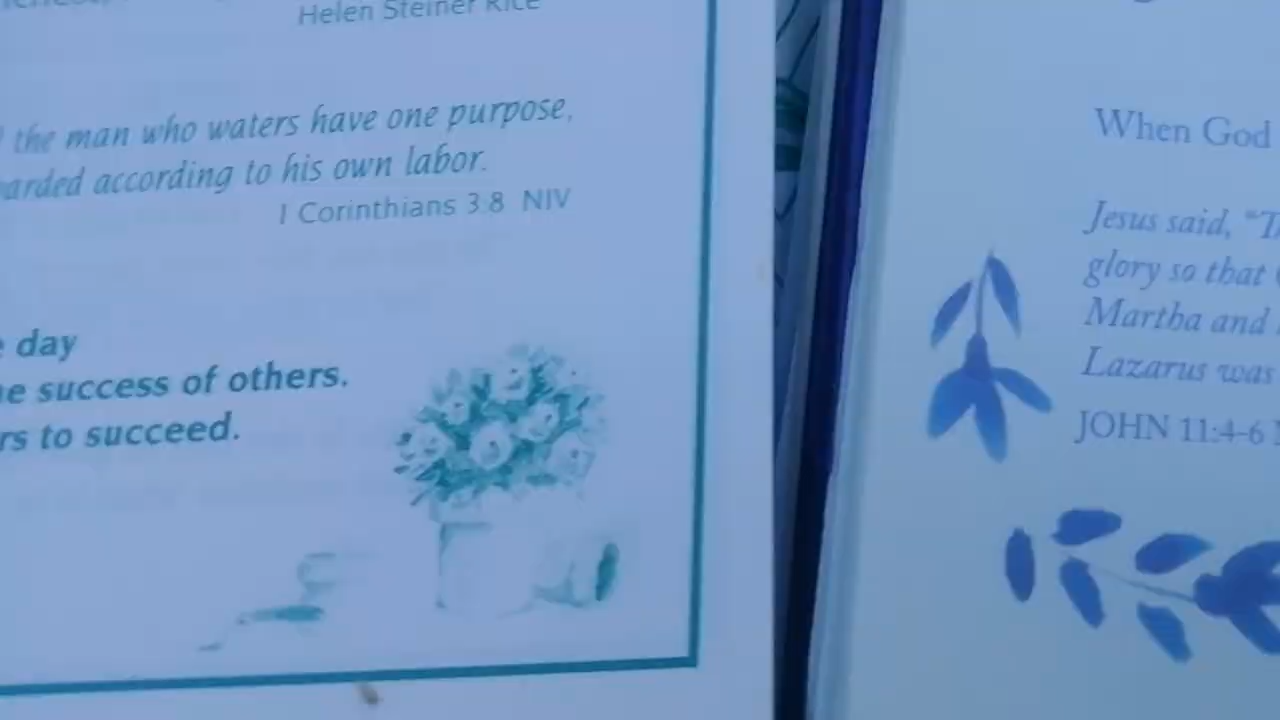 Helen Steiner Rice
the man who waters have one purpose,
according to his own labor.
1 Corinthians 3:8 NIV
day
success of others.
to succeed.
When God
Jesus said,
glory so that
Martha and
Lazarus was
JOHN 11:4-6